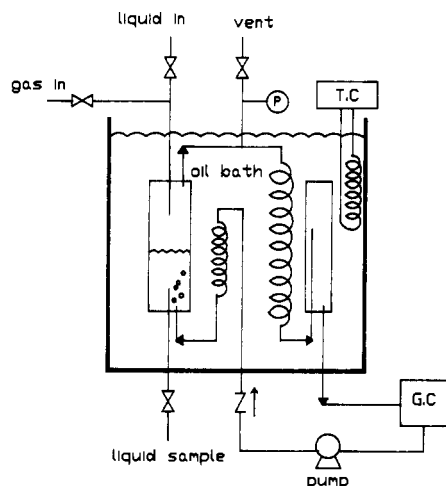 liquid in
vent
gas in
P
T.C
oil bath
G.C
liquid sample
pump